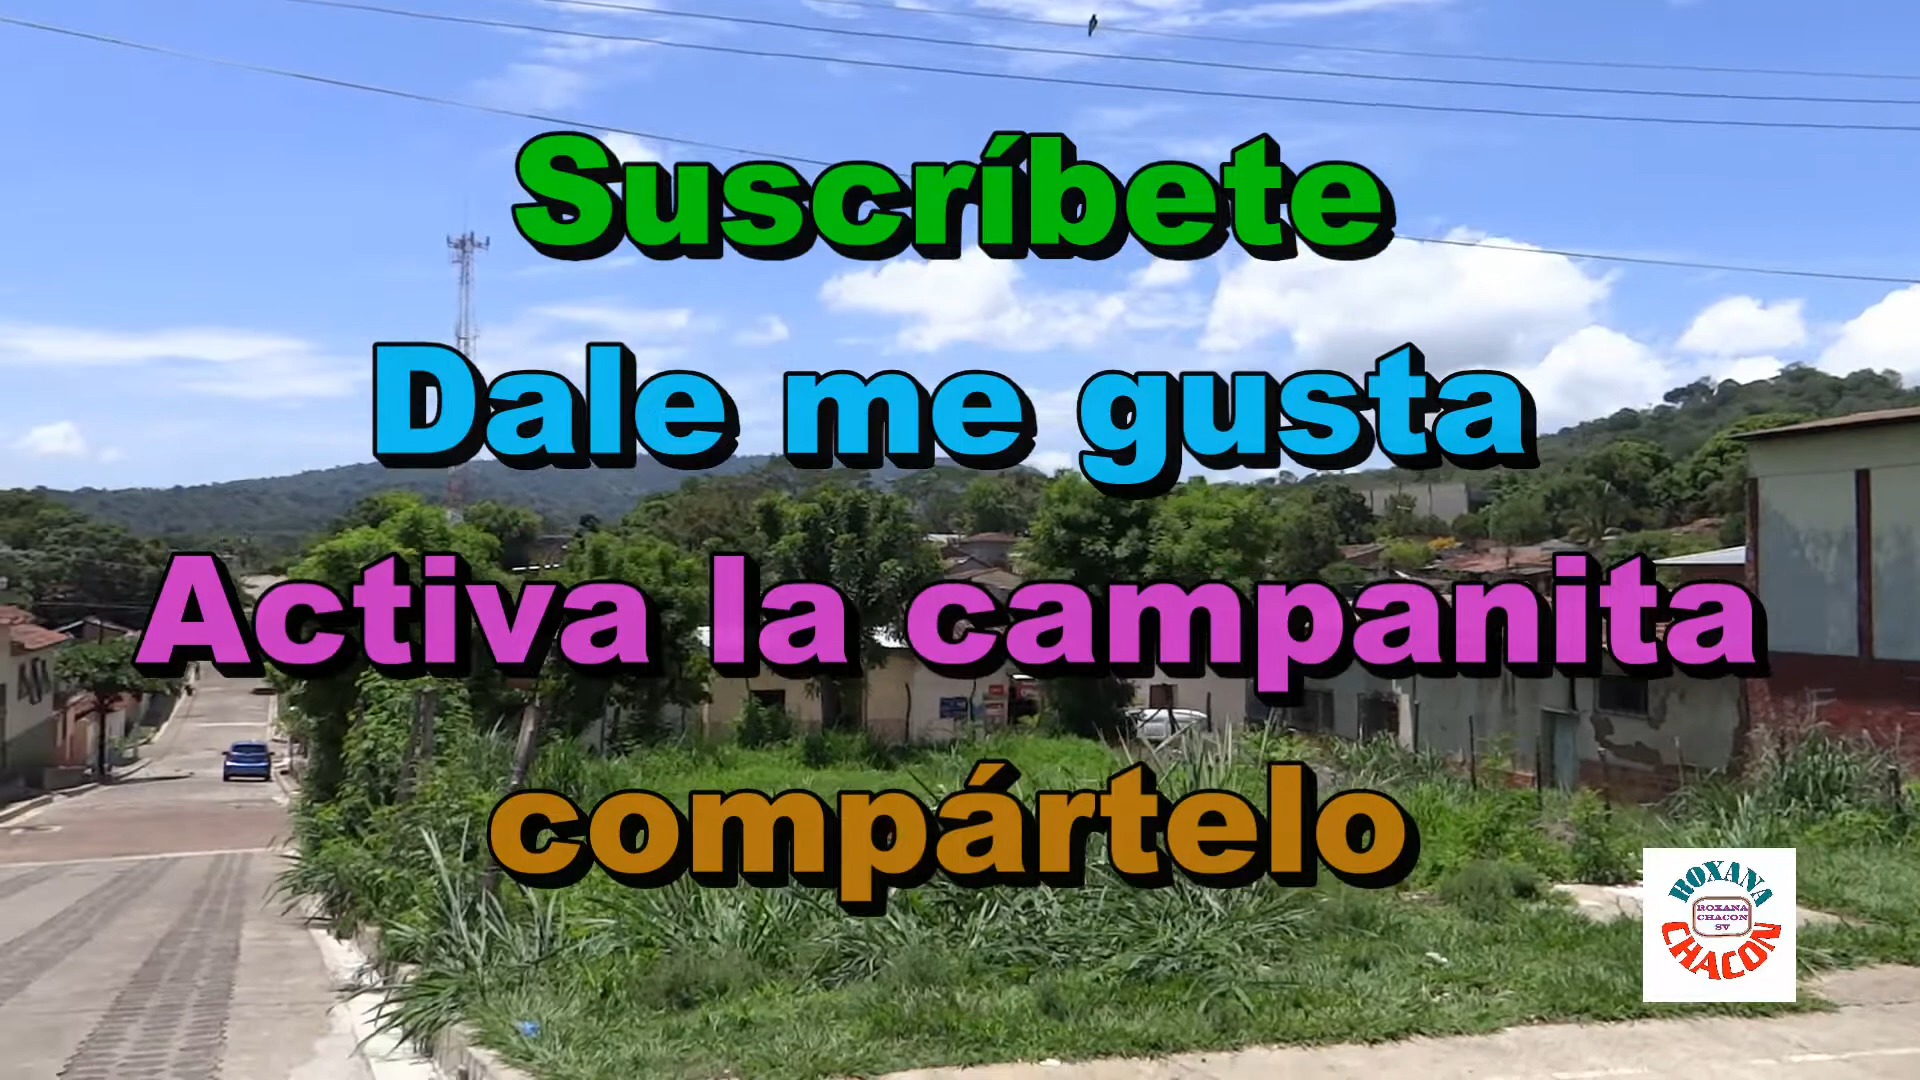 Suscríbete
Dale me gusta
Activa la campanita
compártelo
ROXANA
ROXANA
CHACON
SV
CHACON